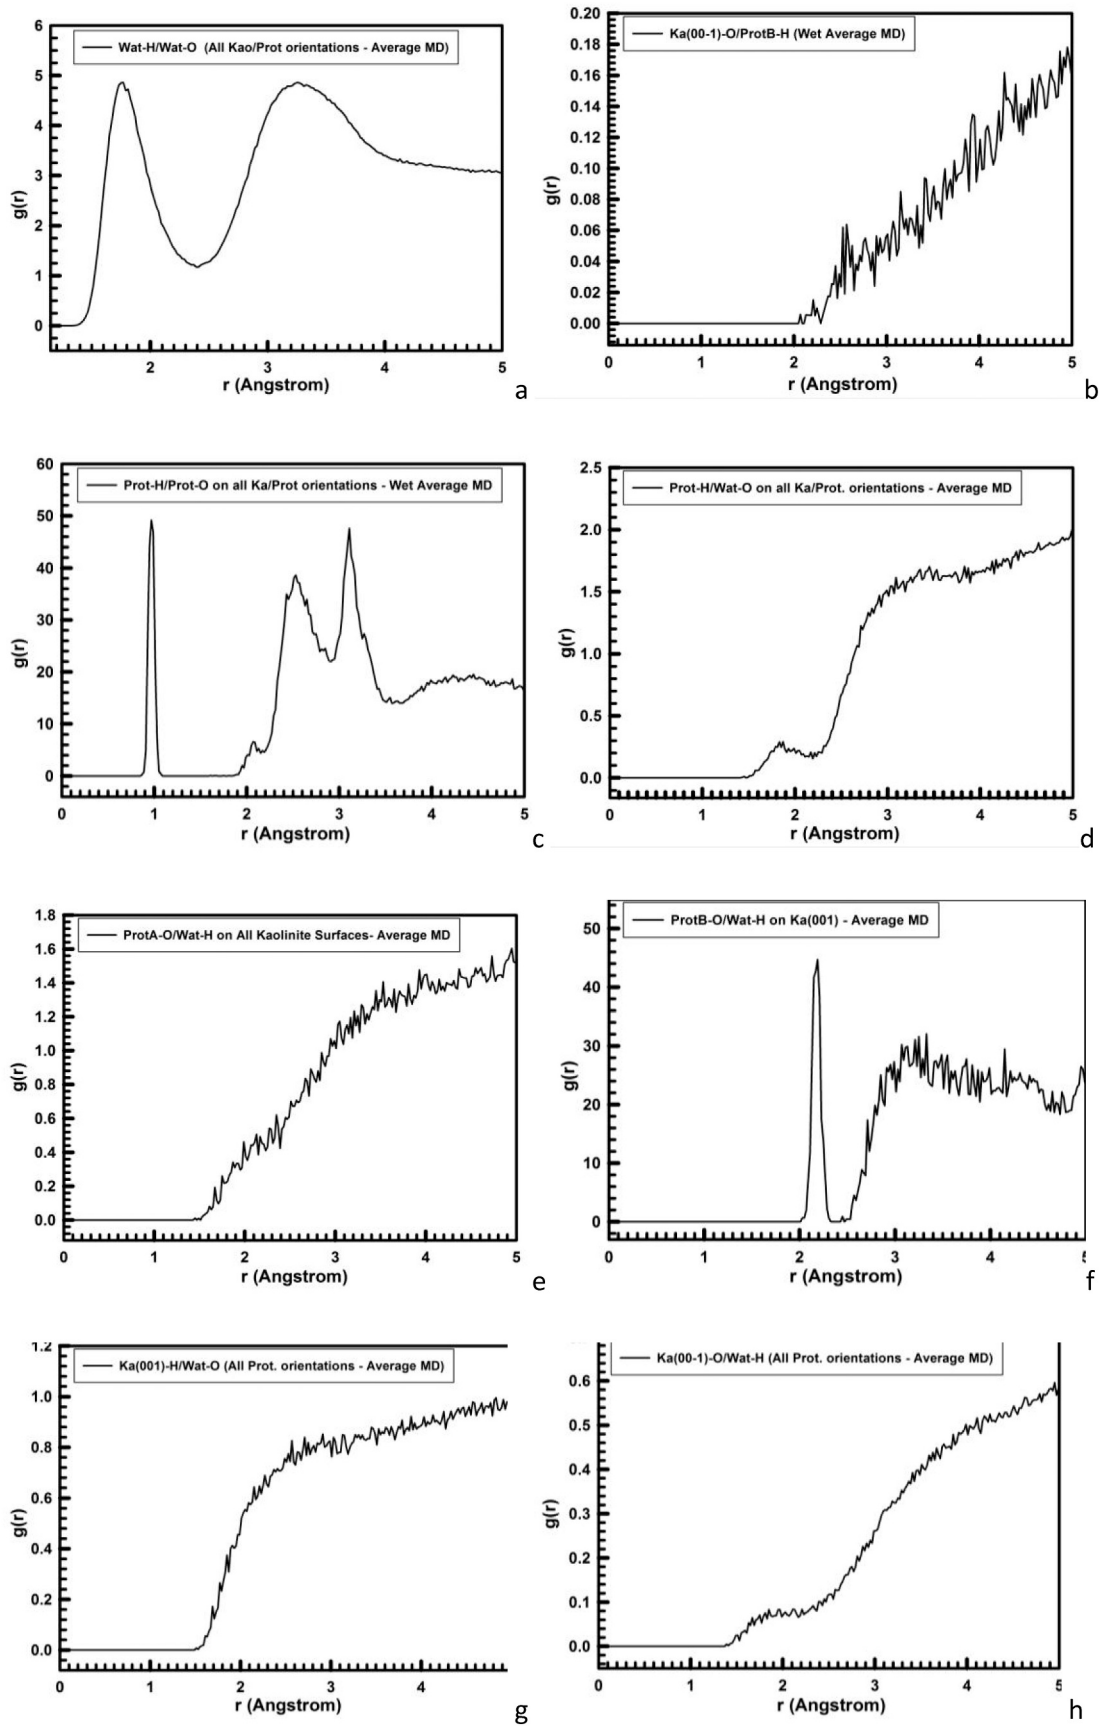 Wat-H/Wat-O (All Kao/Prot orientations - Average MD)
g(r)
6
5
4
3
2
1
0
2 3 4 5
r (Angstrom)
a
Ka(00-1)-O/ProtB-H (Wet Average MD)
g(r)
0.20
0.18
0.16
0.14
0.12
0.10
0.08
0.06
0.04
0.02
0.00
0 1 2 3 4 5
r (Angstrom)
b
Prot-H/Prot-O on all Ka/Prot orientations - Wet Average MD
g(r)
60
50
40
30
20
10
0
0 1 2 3 4 5
r (Angstrom)
c
Prot-H/Wat-O on all Ka/Prot. orientations - Average MD
g(r)
2.5
2.0
1.5
1.0
0.5
0.0
0 1 2 3 4 5
r (Angstrom)
d
ProtA-O/Wat-H on All Kaolinite Surfaces- Average MD
g(r)
1.8
1.6
1.4
1.2
1.0
0.8
0.6
0.4
0.2
0.0
0 1 2 3 4 5
r (Angstrom)
e
ProtB-O/Wat-H on Ka(001) - Average MD
g(r)
50
40
30
20
10
0
0 1 2 3 4 5
r (Angstrom)
f
Ka(001)-H/Wat-O (All Prot. orientations - Average MD)
g(r)
1.2
1.0
0.8
0.6
0.4
0.2
0.0
0 1 2 3 4
r (Angstrom)
g
Ka(00-1)-O/Wat-H (All Prot. orientations - Average MD)
g(r)
0.6
0.5
0.4
0.3
0.2
0.1
0.0
0 1 2 3 4 5
r (Angstrom)
h